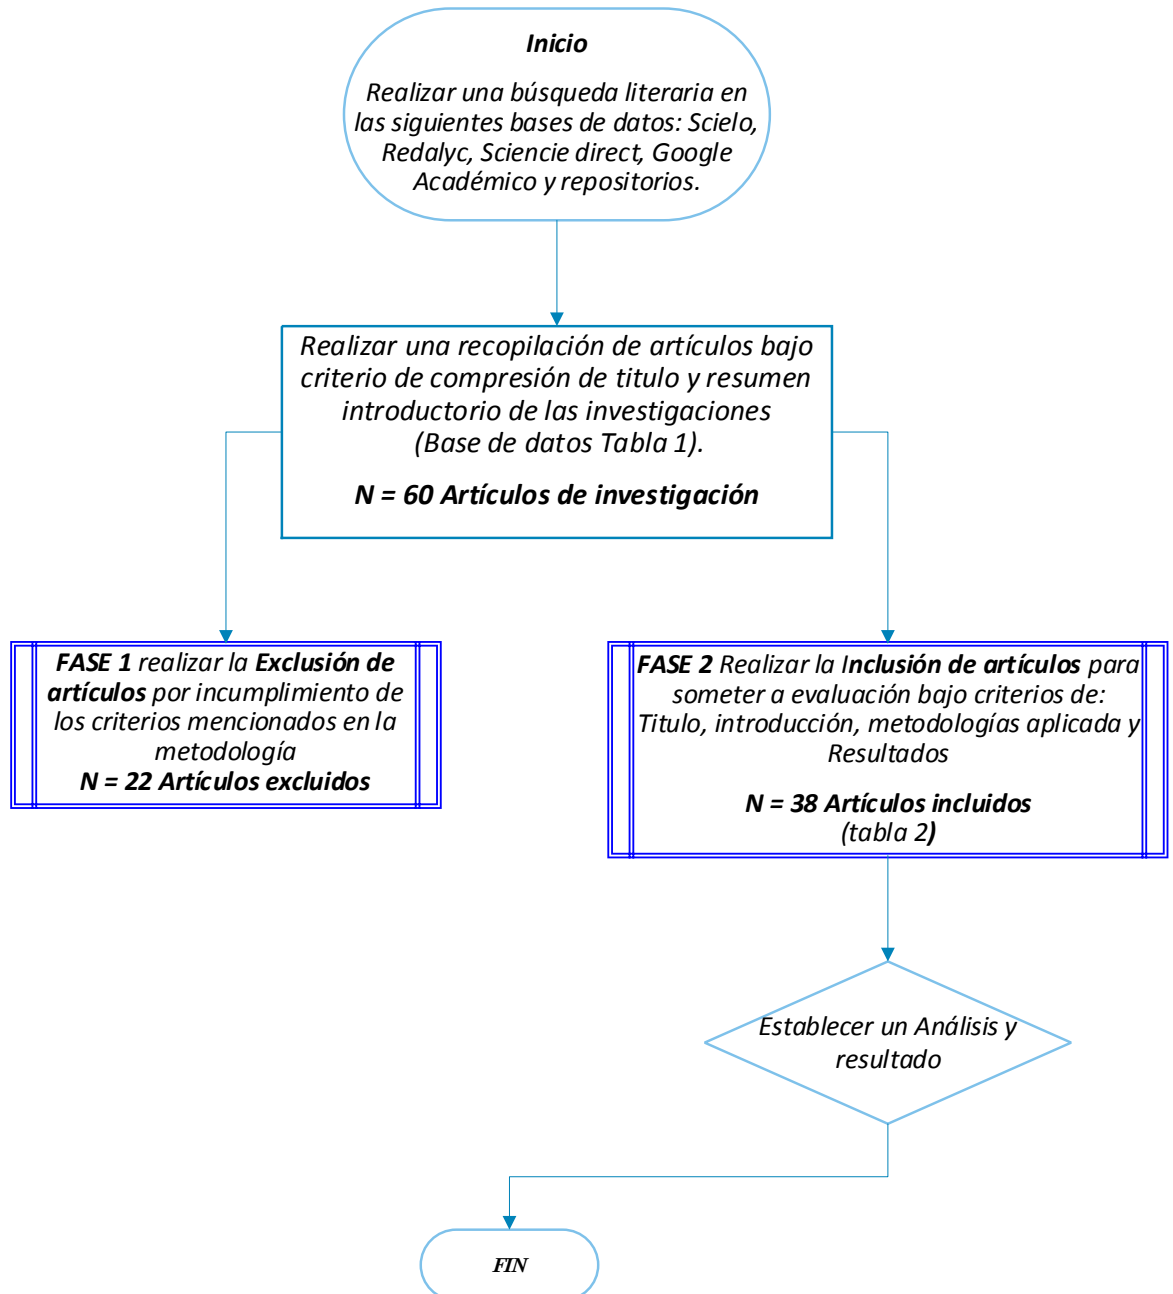 Inicio
Realizar una búsqueda literaria en
las siguientes bases de datos: Scielo,
Redalyc, Sciencie direct, Google
Académico y repositorios.
Realizar una recopilación de artículos bajo
criterio de compresión de titulo y resumen
introductorio de las investigaciones
(Base de datos Tabla 1).
N = 60 Artículos de investigación
FASE 1 realizar la Exclusión de
artículos por incumplimiento de
los criterios mencionados en la
metodología
N = 22 Artículos excluidos
FASE 2 Realizar la Inclusión de artículos para
someter a evaluación bajo criterios de:
Titulo, introducción, metodologías aplicada y
Resultados
N = 38 Artículos incluidos
(tabla 2)
Establecer un Análisis y
resultado
FIN